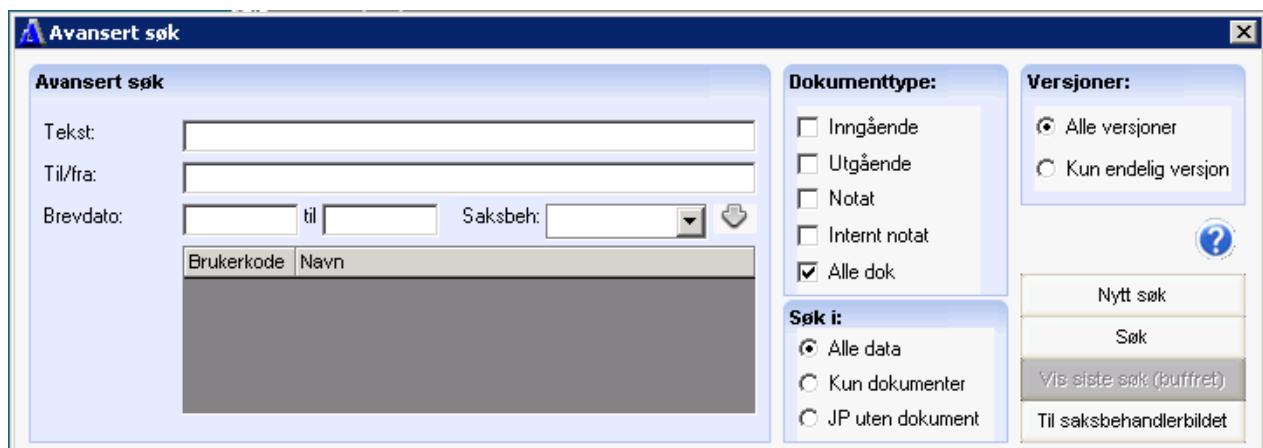 Avansert søk
Avansert søk
Tekst:
Til/fra:
Brevdato:
til
Saksbeh:
Brukerkode
Navn
Dokumenttype:
Inngående
Utgående
Notat
Internt notat
Alle dok
Søk i:
Alle data
Kun dokumenter
JP uten dokument
Versjoner:
Alle versjoner
Kun endelig versjon
?
Nytt søk
Søk
Vis siste søk (buffret)
Til saksbehandlerbildet